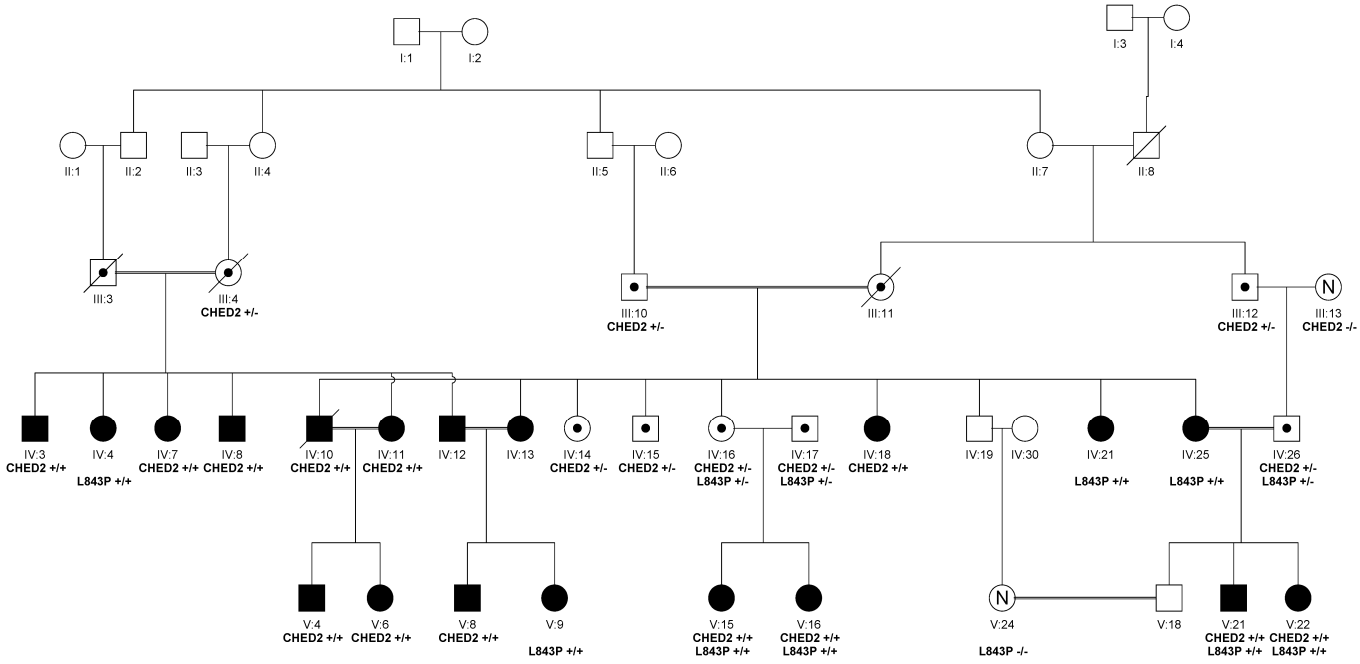 I:1 I:2 I:3 I:4
II:1 II:2 II:3 II:4 II:5 II:6 II:7 II:8
N
III:3 III:4 III:10 III:11 III:12 III:13
CHED2 +/- CHED2 +/- CHED2 +/- CHED2 -/-
IV:3 IV:4 IV:7 IV:8 IV:10 IV:11 IV:12 IV:13 IV:14 IV:15 IV:16 IV:17 IV:18 IV:19 IV:30 IV:21 IV:25 IV:26
CHED2 +/+ CHED2 +/+ CHED2 +/+ CHED2 +/+ CHED2 +/+ CHED2 +/- CHED2 +/- CHED2 +/- CHED2 +/- CHED2 +/+ CHED2 +/-
L843P +/+ L843P +/- L843P +/- L843P +/+ L843P +/+ L843P +/-
N
V:4 V:6 V:8 V:9 V:15 V:16 V:24 V:18 V:21 V:22
CHED2 +/+ CHED2 +/+ CHED2 +/+ CHED2 +/+ CHED2 +/+ CHED2 +/+ CHED2 +/+
L843P +/+ L843P +/+ L843P +/+ L843P -/- L843P +/+ L843P +/+